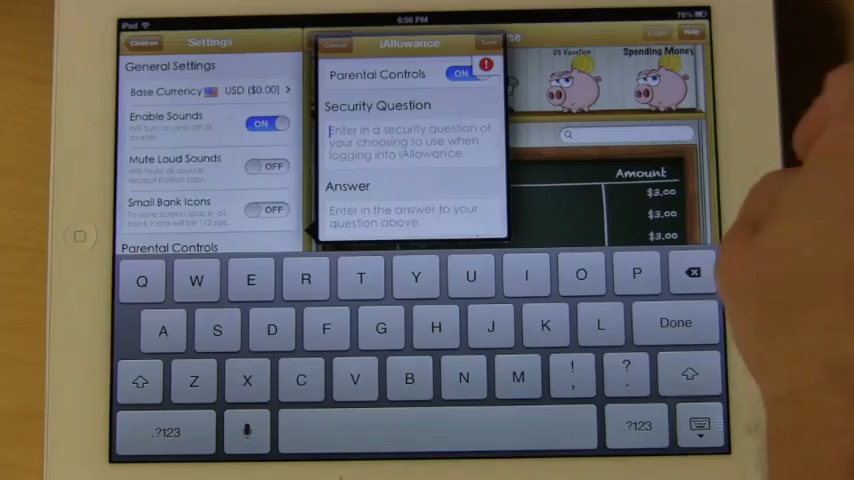 iPad
6:56 PM
78%
Children
Settings
General Settings
Base Currency
USD ($0.00)
Enable Sounds
Will turn on and off all
sounds.
ON
Mute Loud Sounds
Will mute all sounds
except button taps.
OFF
Small Bank Icons
To save screen space, all
bank icons will be 1/2 size.
OFF
Parental Controls
Cancel
iAllowance
Save
Parental Controls
ON
Security Question
Enter in a security question of
your choosing to use when
logging into iAllowance.
Answer
Enter in the answer to your
question above.
se
Login
Help
US Vacation
Spending Money
Amount
$3.00
$3.00
$3.00
Q W E R T Y U I O P
A S D F G H J K L Done
Z X C V B N M ! , ? .
.?123
.?123